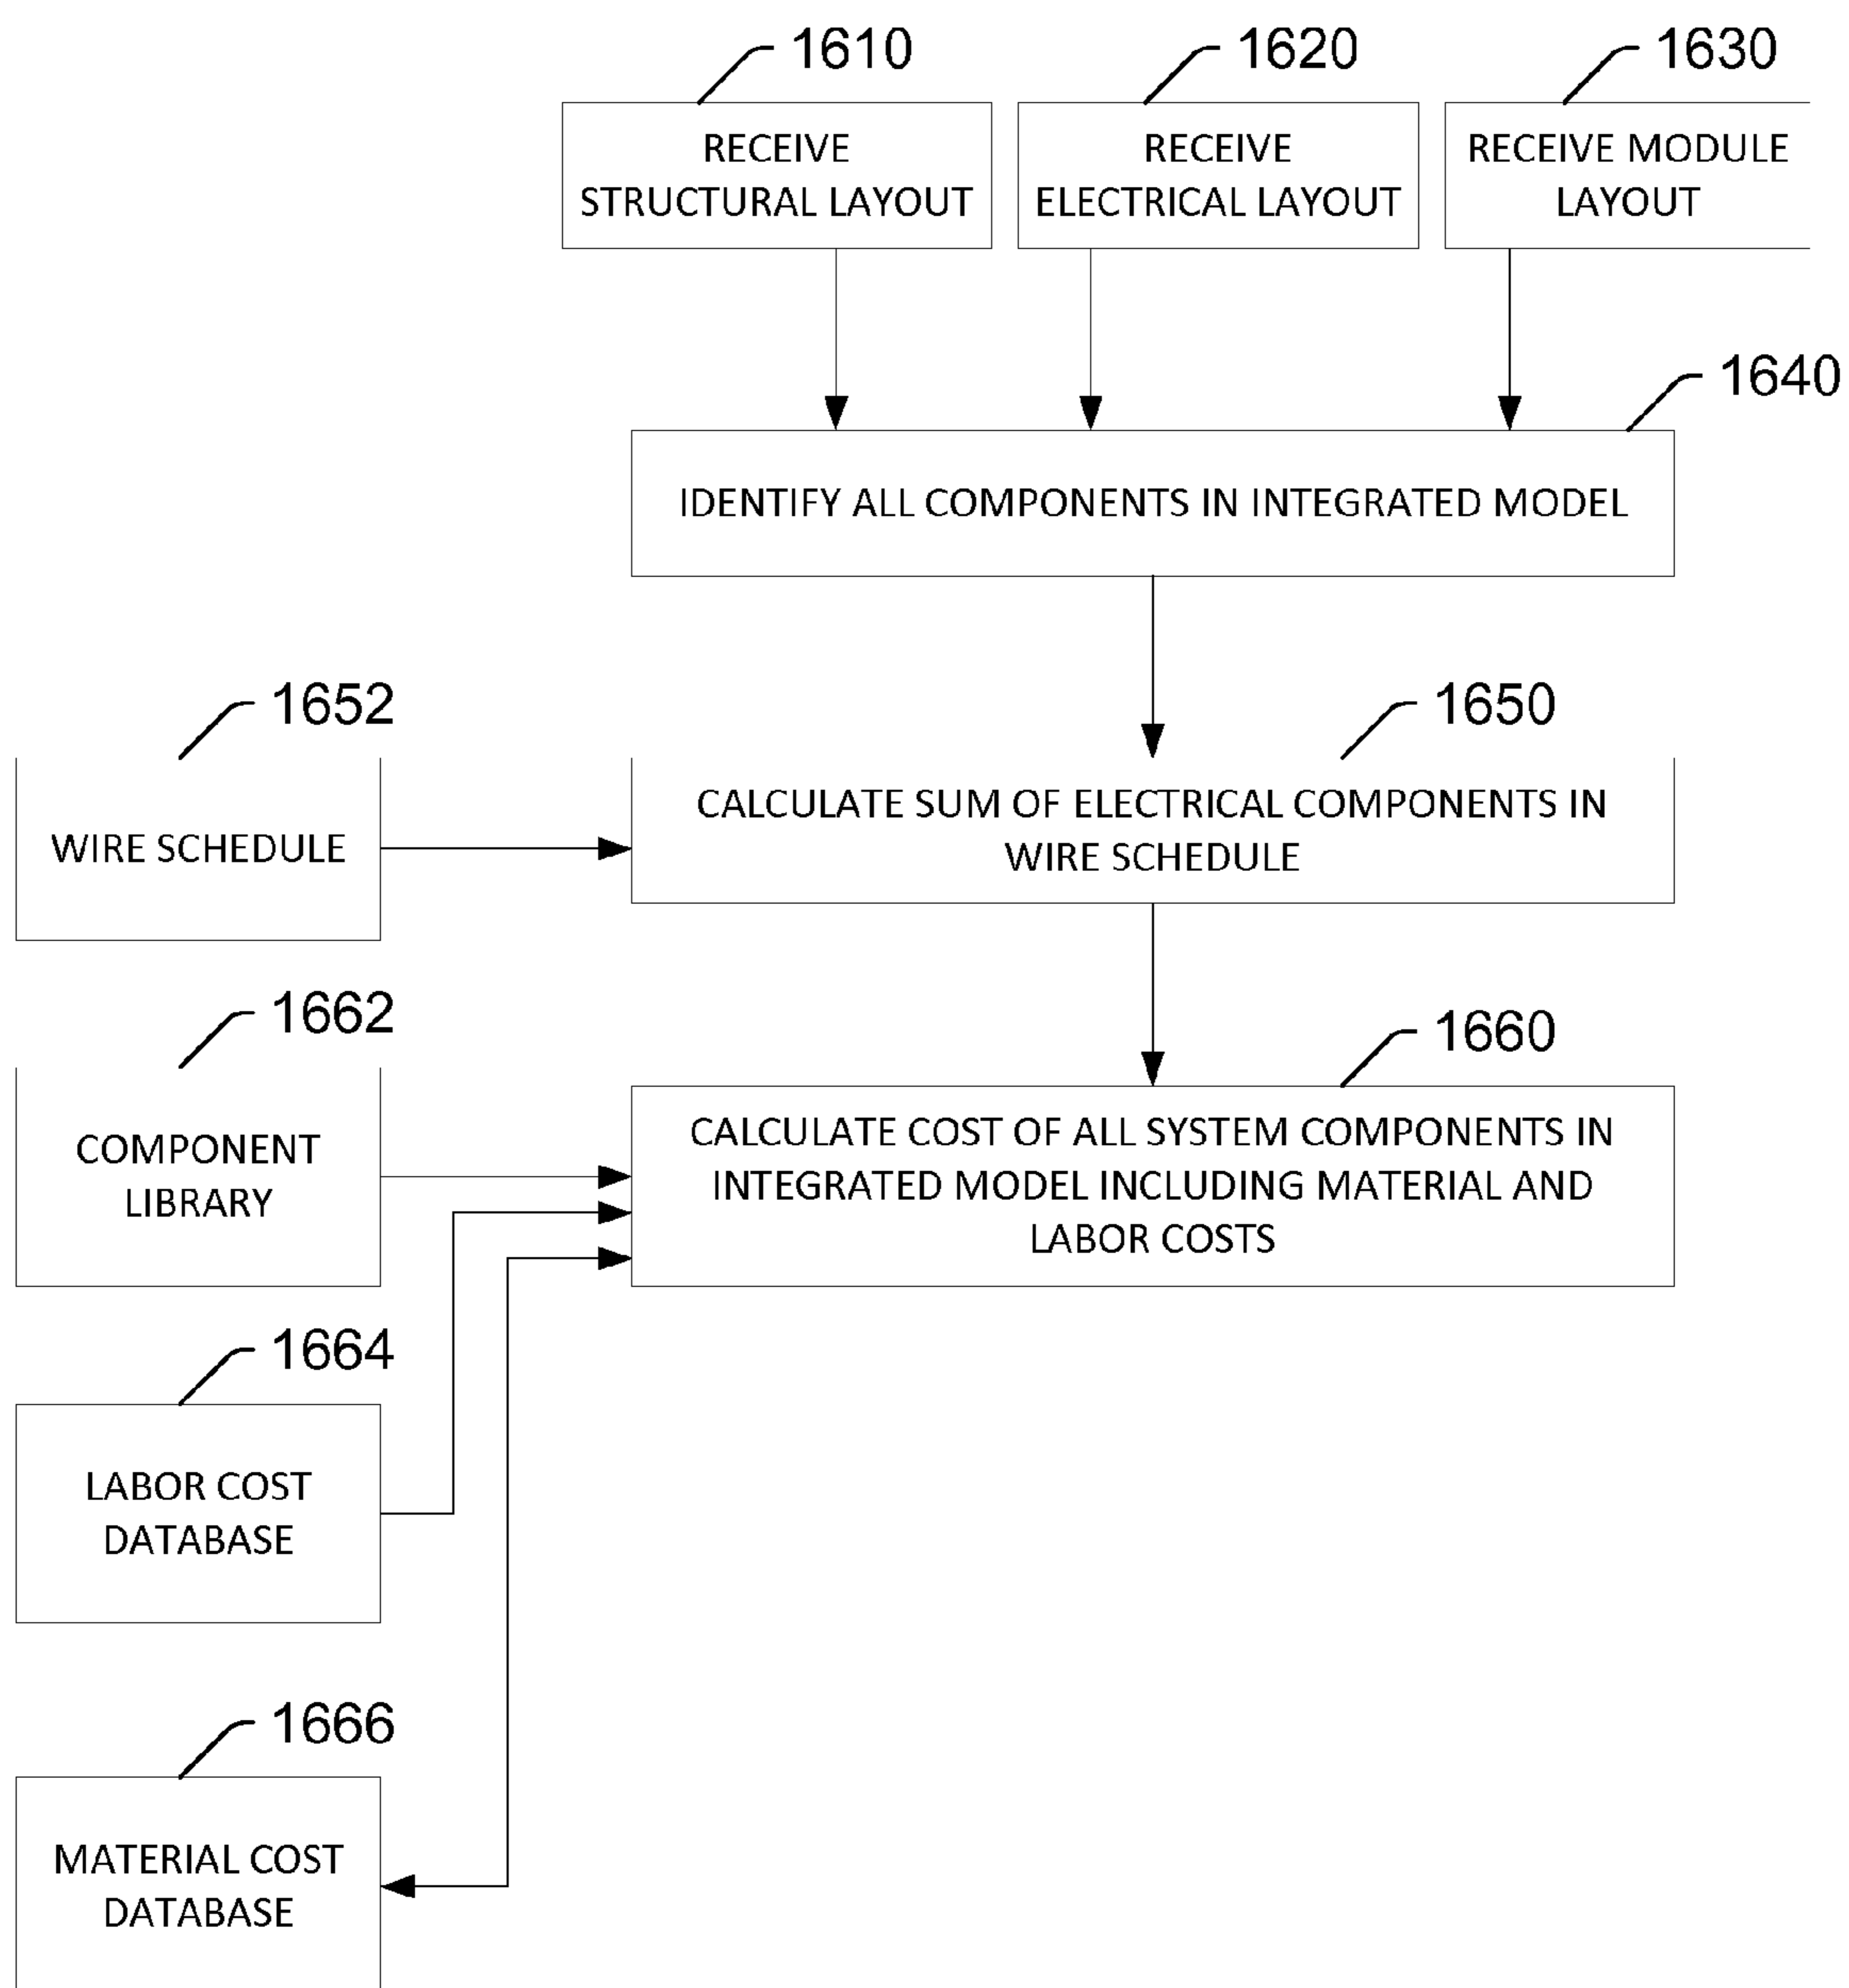 1610
1620
1630
RECEIVE
STRUCTURAL LAYOUT
RECEIVE
ELECTRICAL LAYOUT
RECEIVE MODULE
LAYOUT
1640
IDENTIFY ALL COMPONENTS IN INTEGRATED MODEL
1652
1650
WIRE SCHEDULE
CALCULATE SUM OF ELECTRICAL COMPONENTS IN
WIRE SCHEDULE
1662
1660
COMPONENT
LIBRARY
CALCULATE COST OF ALL SYSTEM COMPONENTS IN
INTEGRATED MODEL INCLUDING MATERIAL AND
LABOR COSTS
1664
LABOR COST
DATABASE
1666
MATERIAL COST
DATABASE